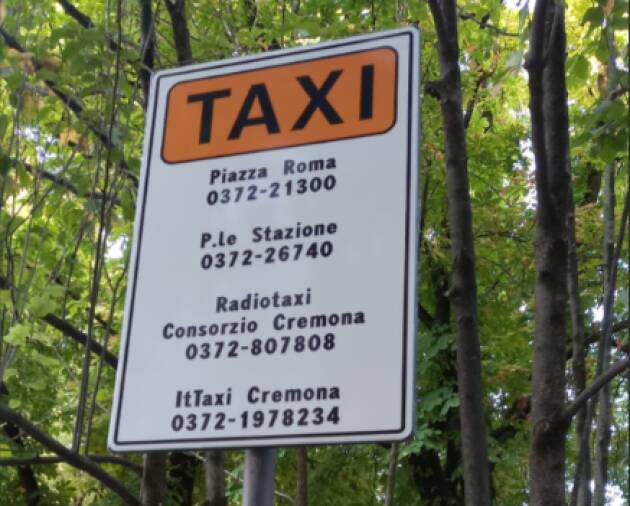 TAXI
Piazza Roma
0372-21300
P.le Stazione
0372-26740
Radiotaxi
Consorzio Cremona
0372-807808
ItTaxi Cremona
0372-1978234